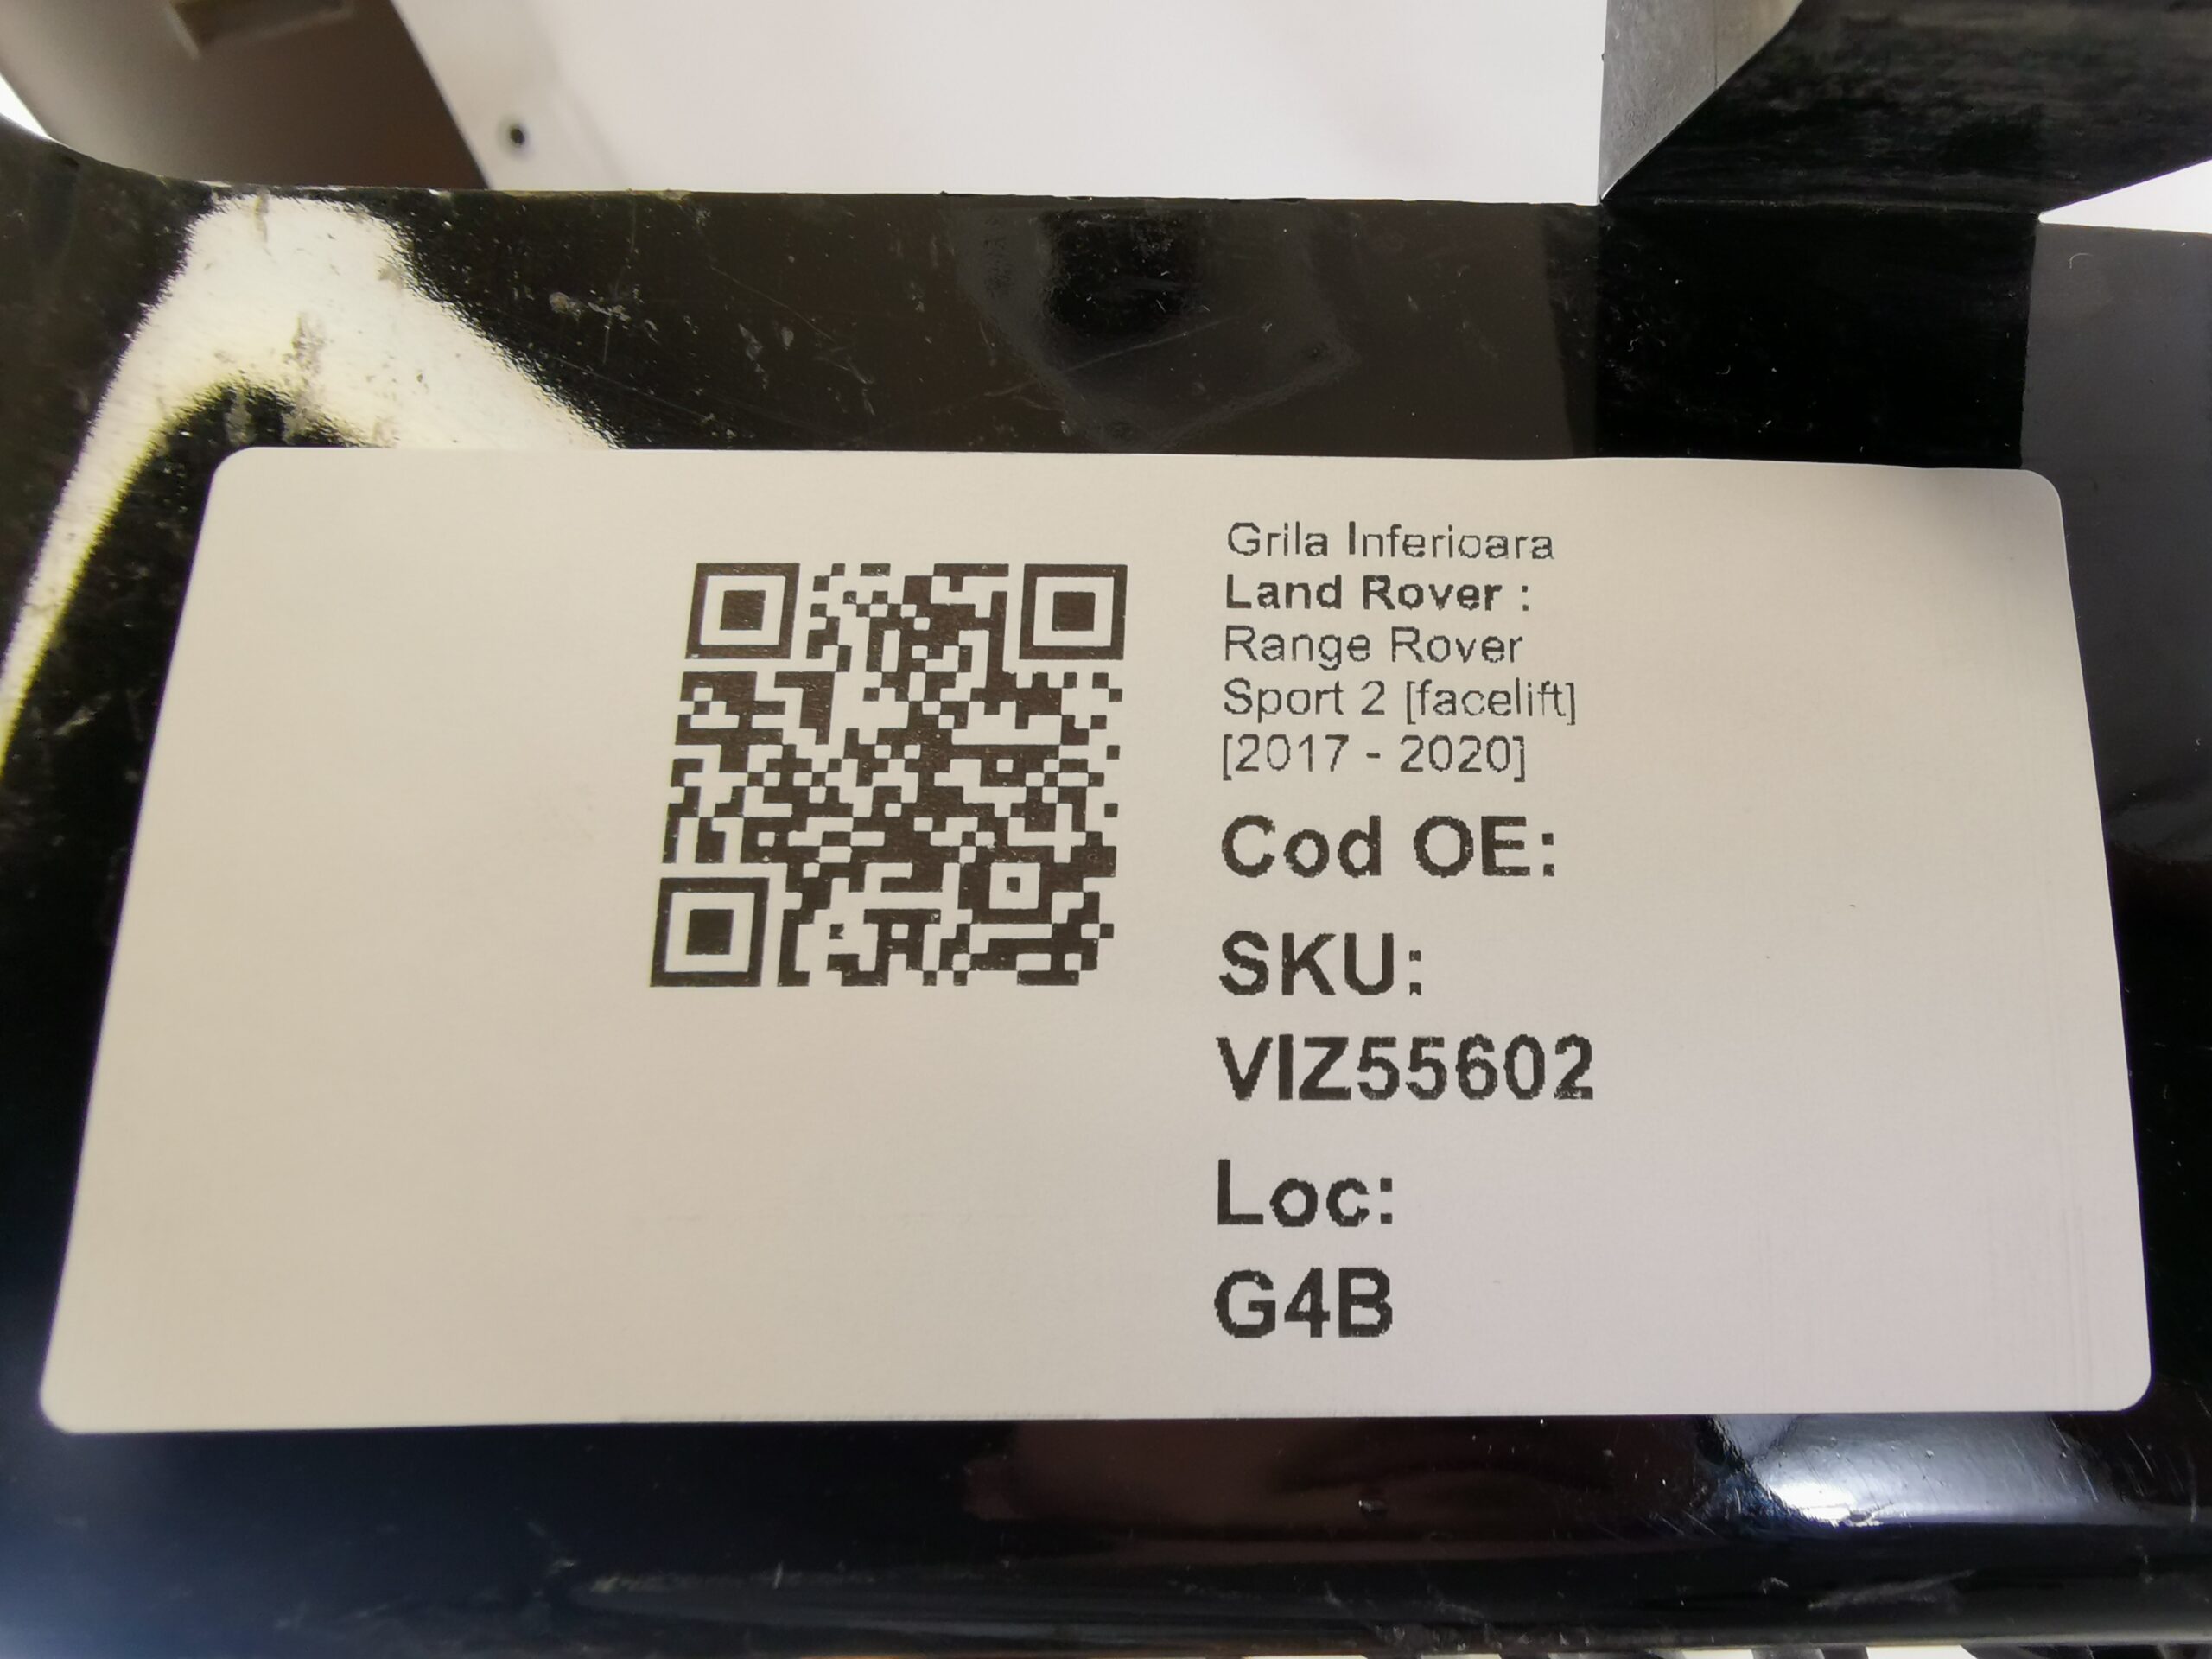 Grila Inferioara
Land Rover :
Range Rover
Sport 2 [facelift]
[2017 - 2020]
Cod OE:
SKU:
VIZ55602
Loc:
G4B